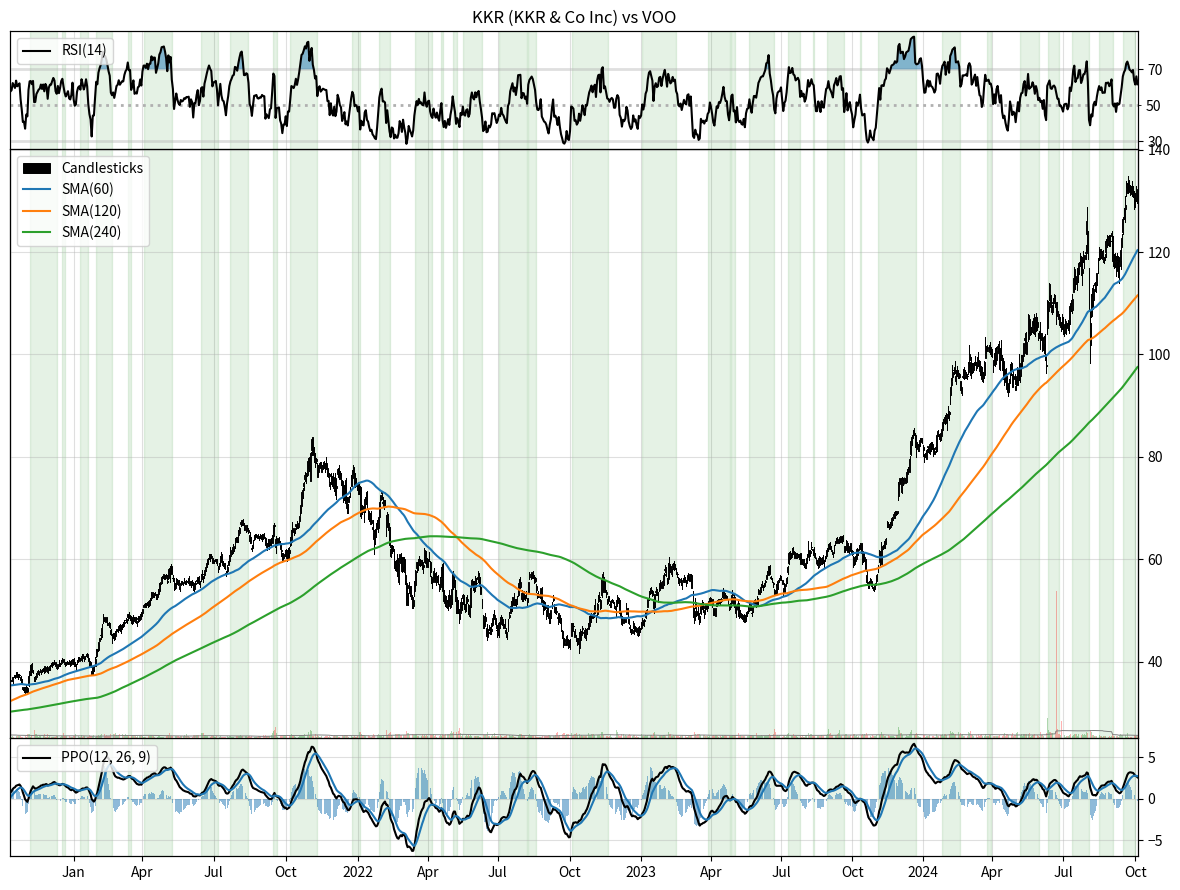 KKR (KKR & Co Inc) vs VOO
RSI(14)
70
50
30
140
Candlesticks
SMA(60)
SMA(120)
SMA(240)
120
100
80
60
40
PPO(12, 26, 9)
5
0
−5
Jan Apr Jul Oct 2022 Apr Jul Oct 2023 Apr Jul Oct 2024 Apr Jul Oct